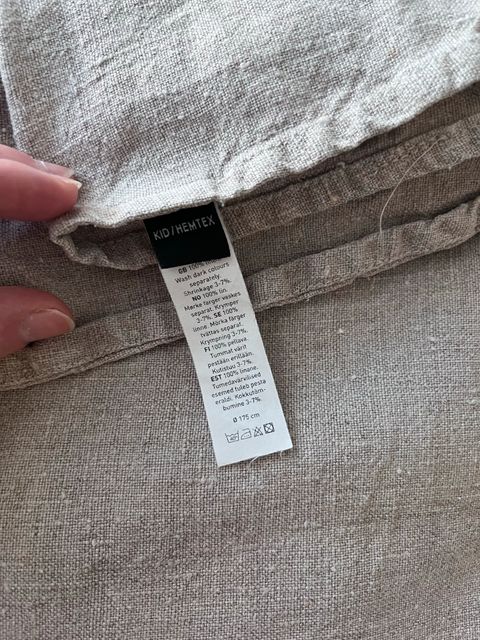 KID/HEMTEX
GB 100%
Wash dark colours
separately.
Shrinkage 3-7%.
NO 100% lin.
Mørke farger vaskes
separat. Krymper
3-7%. SE 100%
linne. Mörka färger
tvättas separat.
Krympning 3-7%.
FI 100% pellava.
Tummat värit
pestään erillään.
Kutistuu 3-7%.
EST 100% linane.
Tumedavärvilised
esemed tuleb pesta
eraldi. Kokkutõm-
bumine 3-7%.
Ø 175 cm